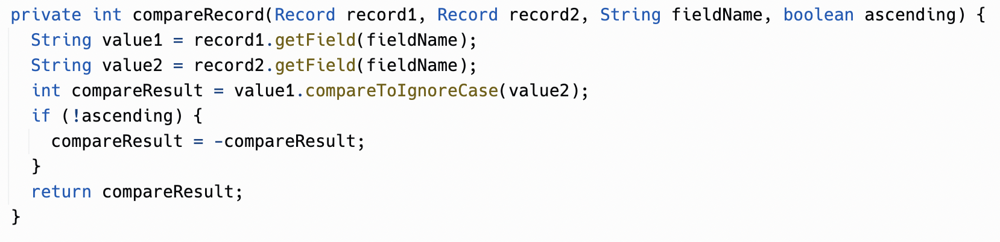 private int compareRecord(Record record1, Record record2, String fieldName, boolean ascending) {
  String value1 = record1.getField(fieldName);
  String value2 = record2.getField(fieldName);
  int compareResult = value1.compareToIgnoreCase(value2);
  if (!ascending) {
    compareResult = -compareResult;
  }
  return compareResult;
}